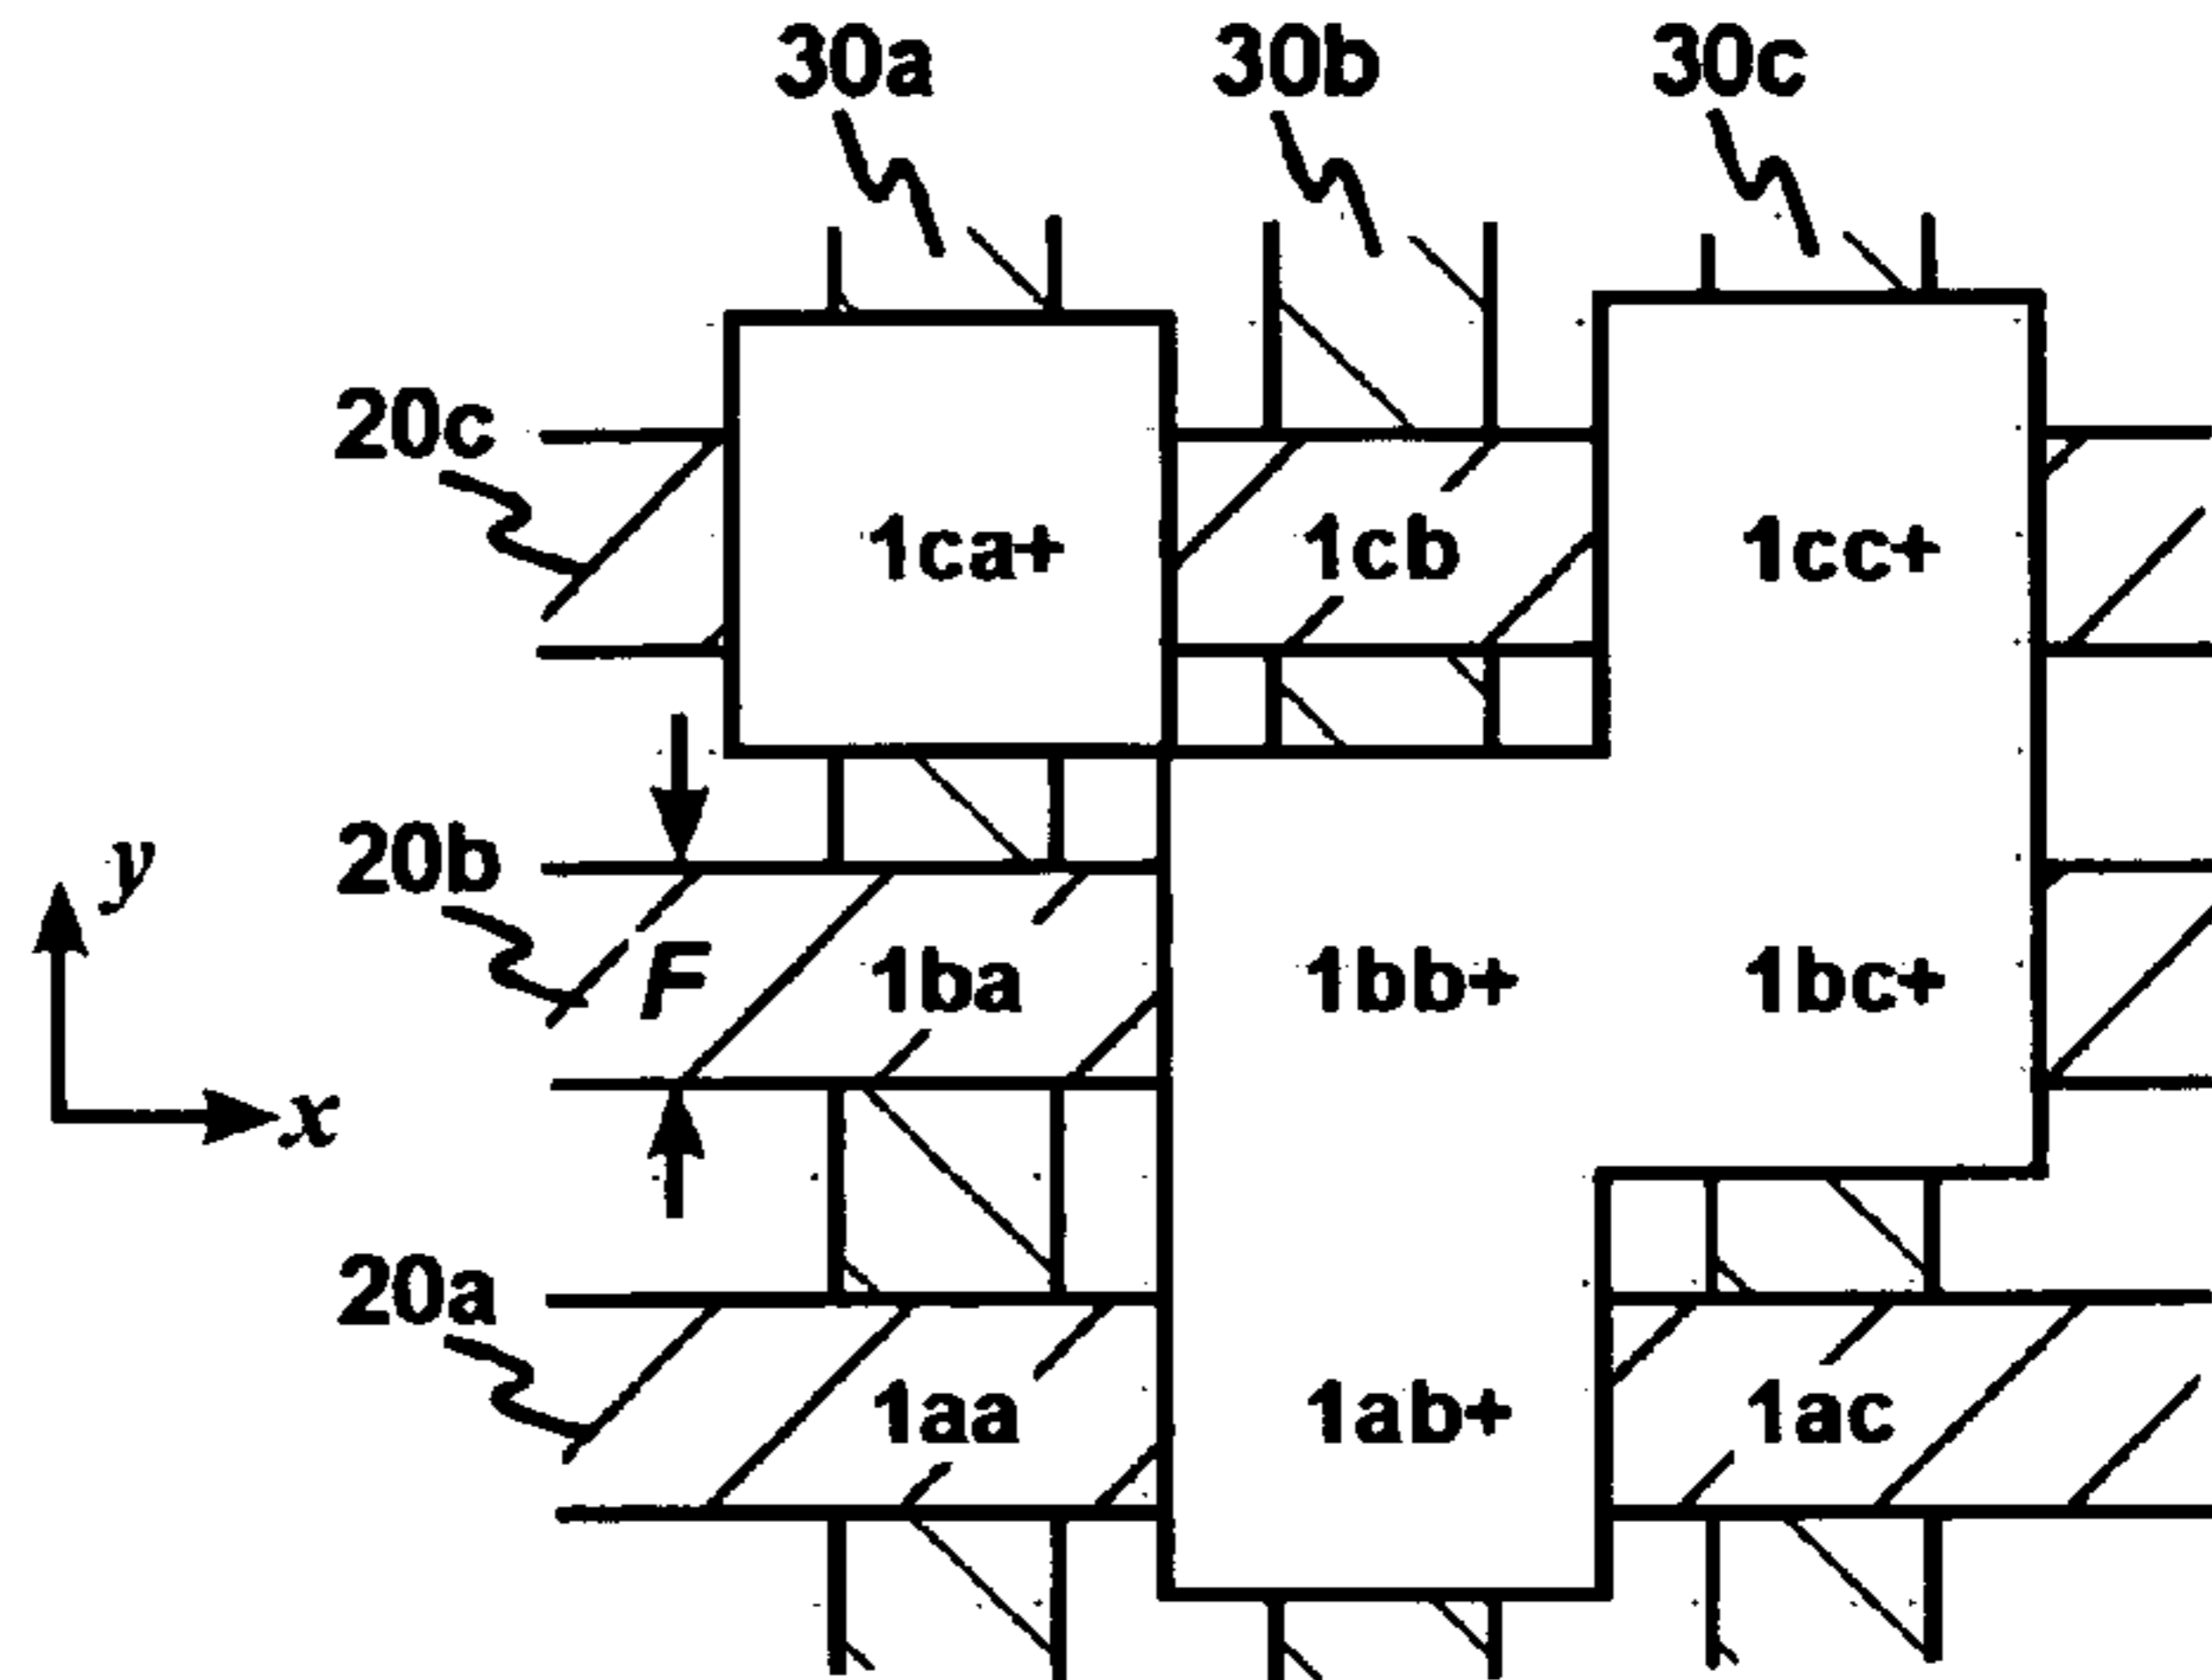 30a 30b 30c
20c 1ca+ 1cb 1cc+
20b F 1ba 1bb+ 1bc+
y
x
20a 1aa 1ab+ 1ac